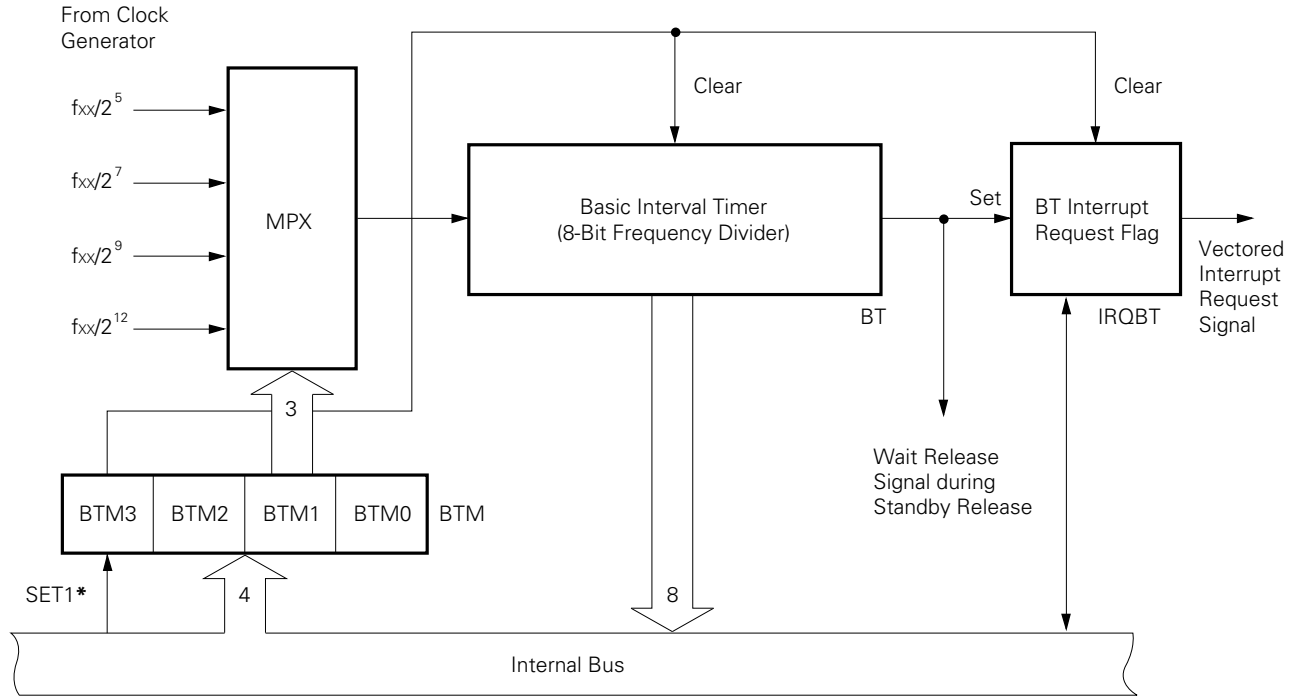 From Clock
Generator
fxx/2^5
fxx/2^7
fxx/2^9
fxx/2^12
MPX
Clear
Clear
Basic Interval Timer
(8-Bit Frequency Divider)
BT
Set
BT Interrupt
Request Flag
IRQBT
Vectored
Interrupt
Request
Signal
3
Wait Release
Signal during
Standby Release
BTM3
BTM2
BTM1
BTM0
BTM
SET1*
4
8
Internal Bus